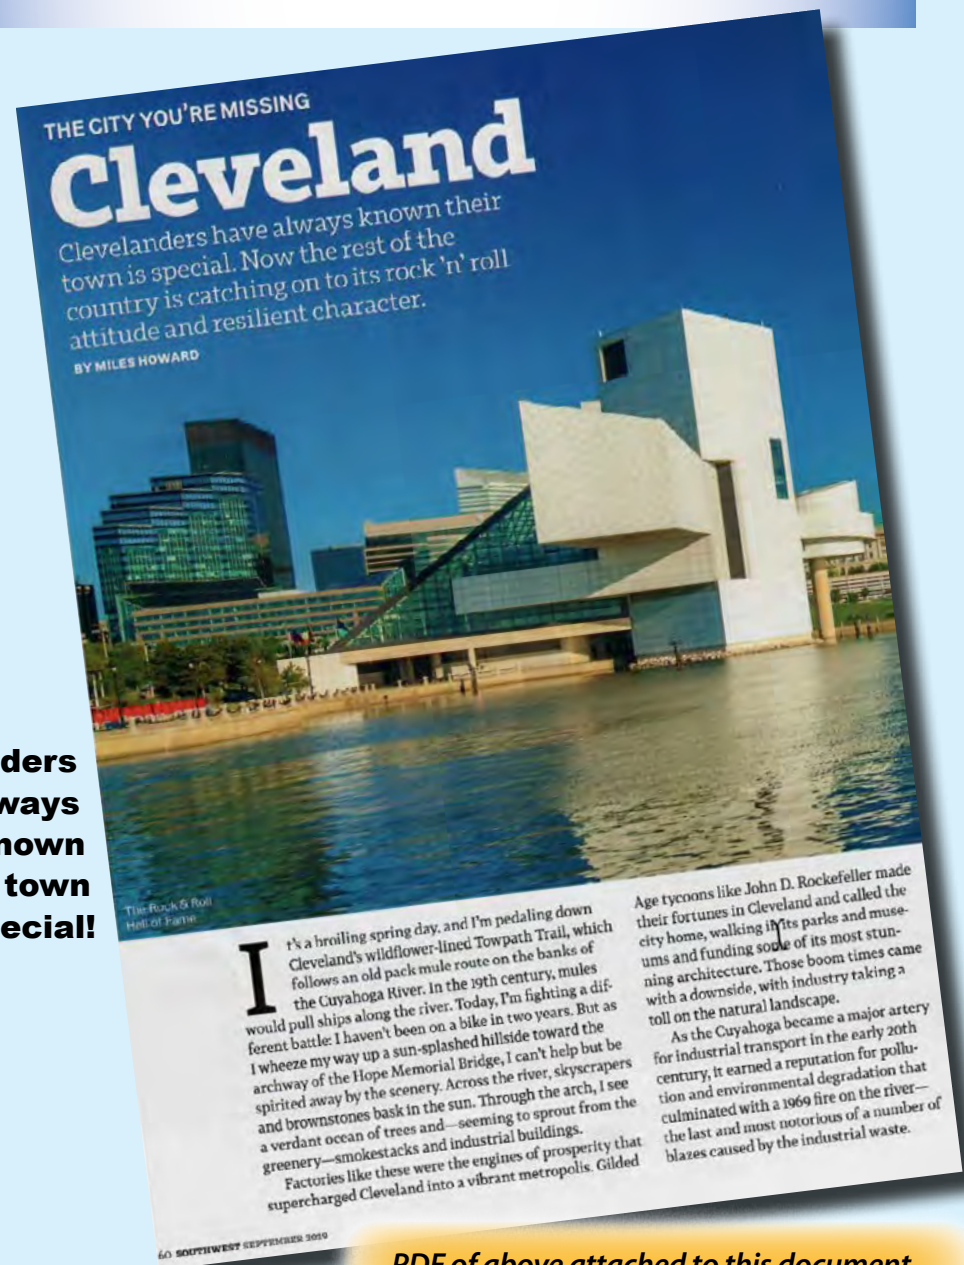 THE CITY YOU'RE MISSING
Cleveland
Clevelanders have always known their
town is special. Now the rest of the
country is catching on to its rock 'n' roll
attitude and resilient character.
BY MILES HOWARD
ders
ways
nown
town
ecial!
The Rock & Roll
Hall of Fame
It's a broiling spring day, and I'm pedaling down
Cleveland's wildflower-lined Towpath Trail, which
follows an old pack mule route on the banks of
the Cuyahoga River. In the 19th century, mules
would pull ships along the river. Today, I'm fighting a dif-
ferent battle: I haven't been on a bike in two years. But as
I wheeze my way up a sun-splashed hillside toward the
archway of the Hope Memorial Bridge, I can't help but be
spirited away by the scenery. Across the river, skyscrapers
and brownstones bask in the sun. Through the arch, I see
a verdant ocean of trees and—seeming to sprout from the
greenery—smokestacks and industrial buildings.
Factories like these were the engines of prosperity that
supercharged Cleveland into a vibrant metropolis. Gilded
Age tycoons like John D. Rockefeller made
their fortunes in Cleveland and called the
city home, walking in its parks and muse-
ums and funding some of its most stun-
ning architecture. Those boom times came
with a downside, with industry taking a
toll on the natural landscape.
As the Cuyahoga became a major artery
for industrial transport in the early 20th
century, it earned a reputation for pollu-
tion and environmental degradation that
culminated with a 1969 fire on the river—
the last and most notorious of a number of
blazes caused by the industrial waste.
60 SOUTHWEST SEPTEMBER 2019
PDF of above attached to this document